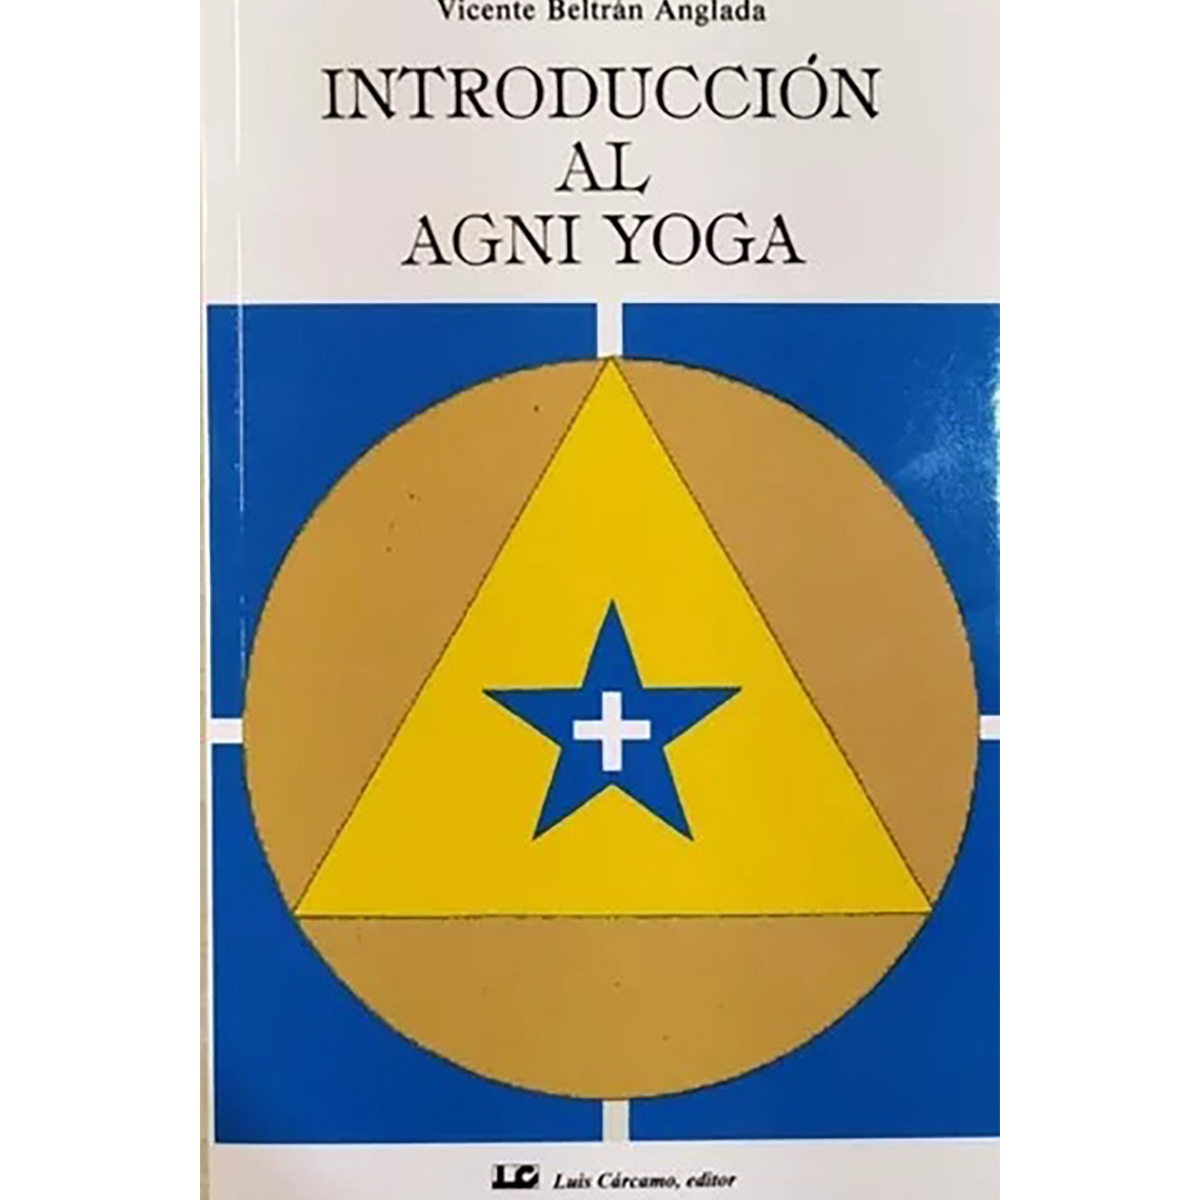 Vicente Beltrán Anglada
INTRODUCCIÓN
AL
AGNI YOGA
LC Luis Cárcamo, editor